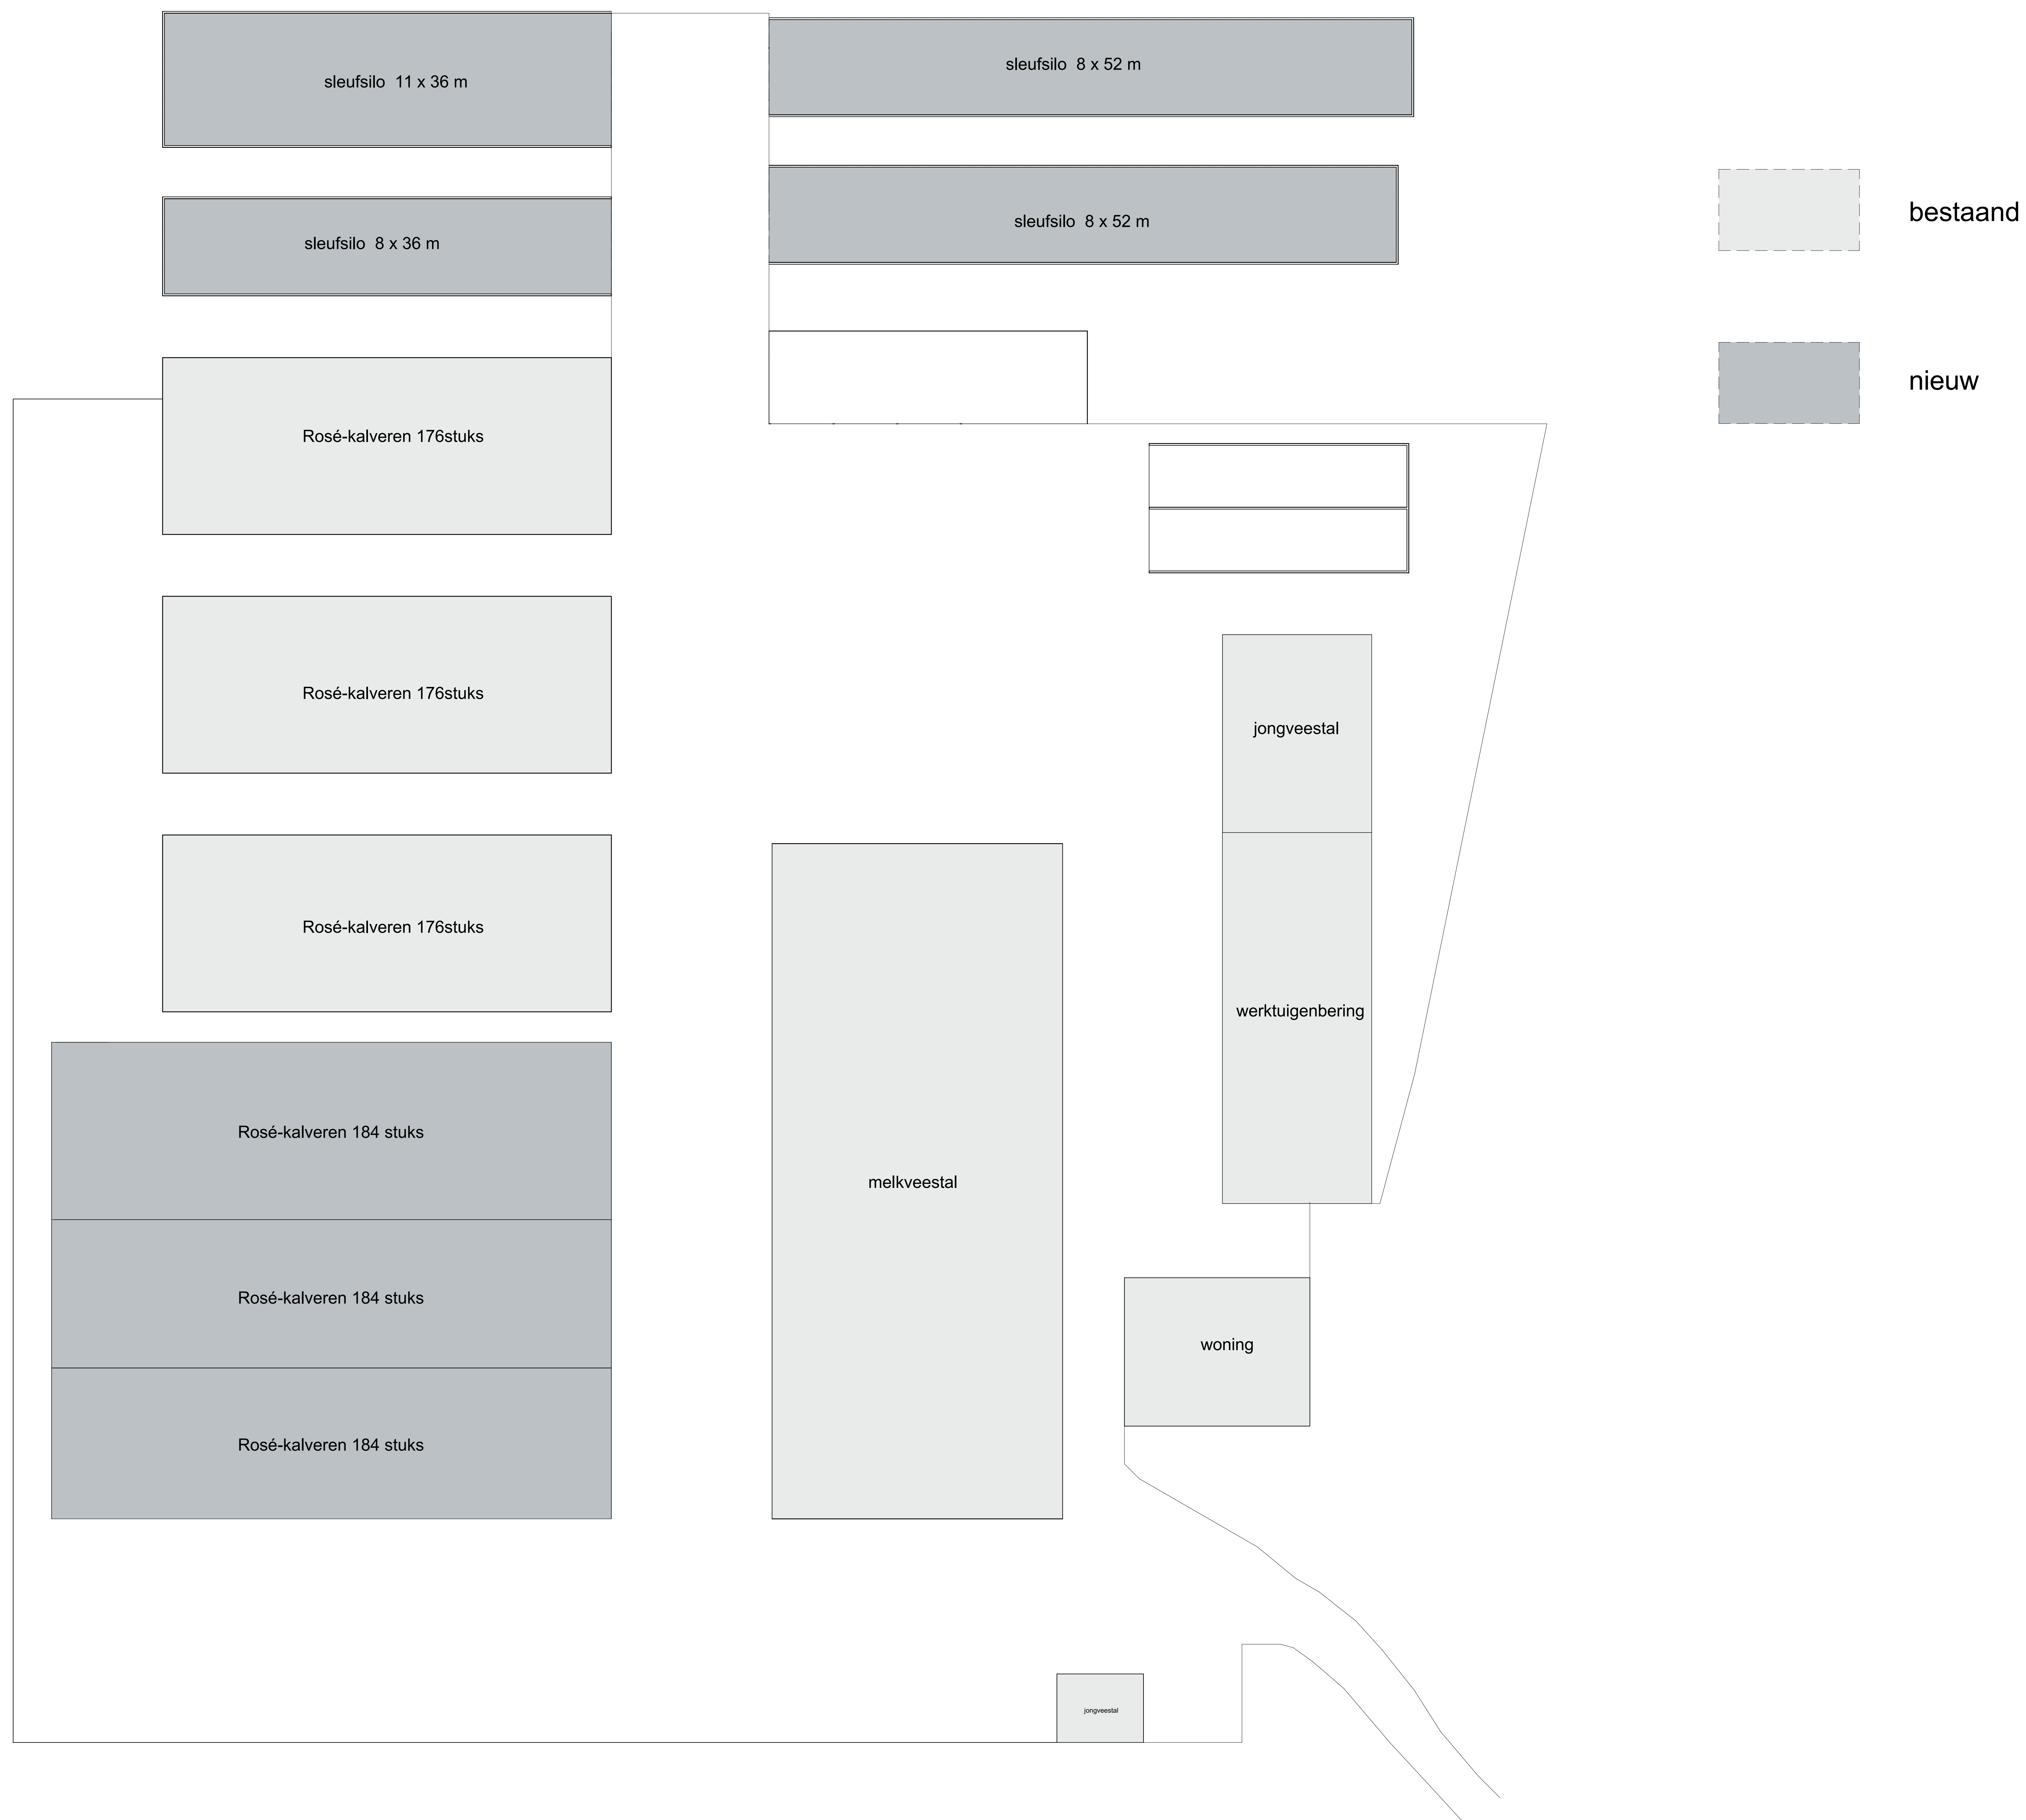 sleufsilo 11 x 36 m
sleufsilo 8 x 52 m
sleufsilo 8 x 36 m
sleufsilo 8 x 52 m
bestaand
nieuw
Rosé-kalveren 176stuks
Rosé-kalveren 176stuks
jongveestal
Rosé-kalveren 176stuks
werktuigenbering
Rosé-kalveren 184 stuks
melkveestal
Rosé-kalveren 184 stuks
woning
Rosé-kalveren 184 stuks
jongveestal